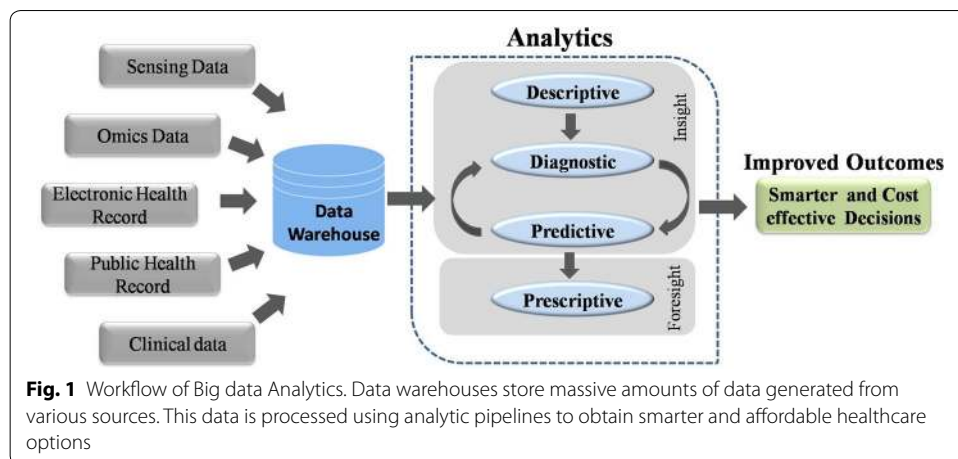 Analytics
Sensing Data
Omics Data
Electronic Health
Record
Public Health
Record
Clinical data
Data
Warehouse
Descriptive
Diagnostic
Predictive
Insight
Prescriptive
Foresight
Improved Outcomes
Smarter and Cost
effective Decisions
Fig. 1 Workflow of Big data Analytics. Data warehouses store massive amounts of data generated from
various sources. This data is processed using analytic pipelines to obtain smarter and affordable healthcare
options